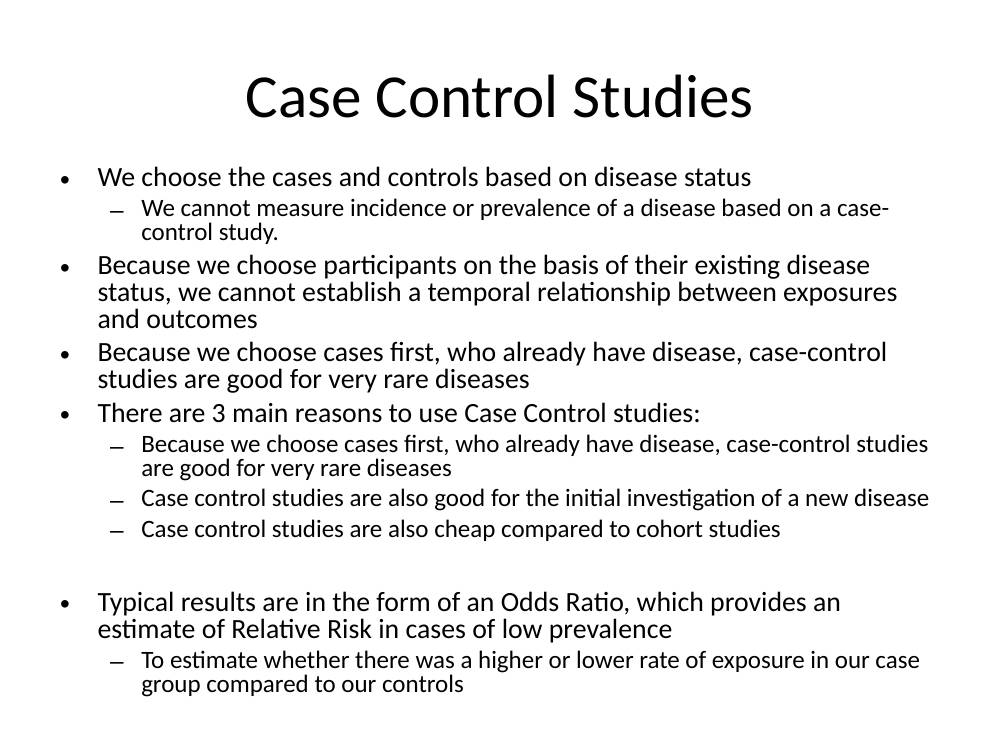 Case Control Studies
• We choose the cases and controls based on disease status
– We cannot measure incidence or prevalence of a disease based on a case-
control study.
• Because we choose participants on the basis of their existing disease
status, we cannot establish a temporal relationship between exposures
and outcomes
• Because we choose cases first, who already have disease, case-control
studies are good for very rare diseases
• There are 3 main reasons to use Case Control studies:
– Because we choose cases first, who already have disease, case-control studies
are good for very rare diseases
– Case control studies are also good for the initial investigation of a new disease
– Case control studies are also cheap compared to cohort studies
• Typical results are in the form of an Odds Ratio, which provides an
estimate of Relative Risk in cases of low prevalence
– To estimate whether there was a higher or lower rate of exposure in our case
group compared to our controls